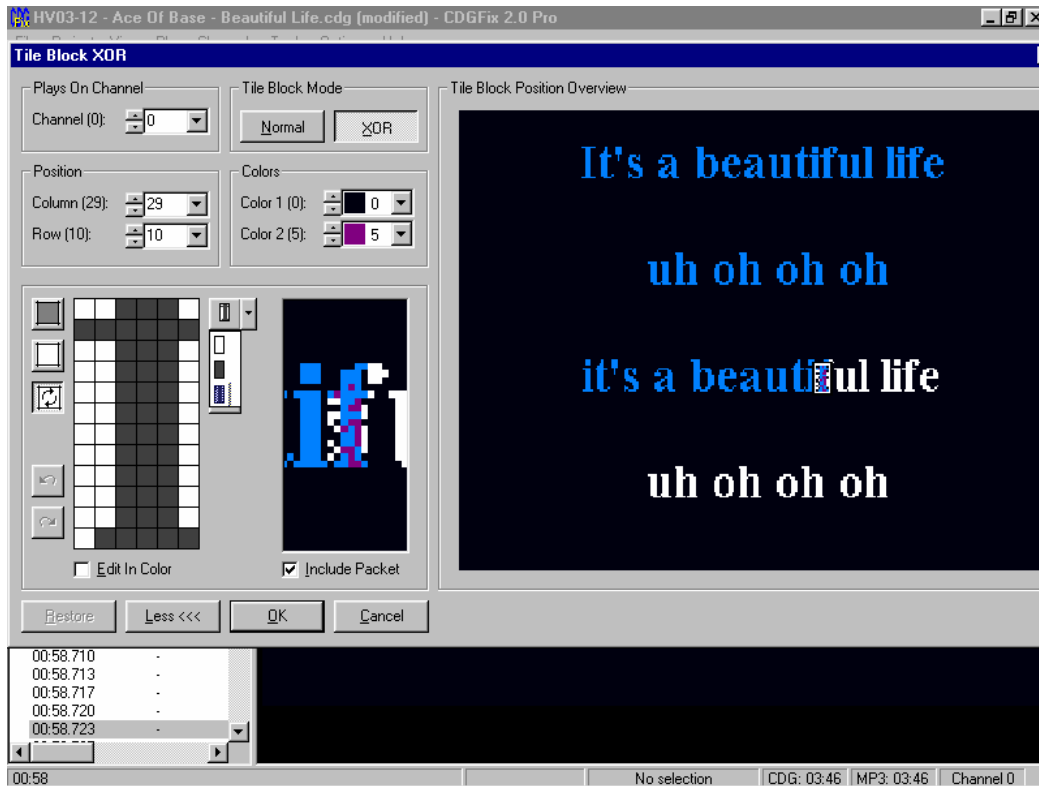 HV03-12 - Ace Of Base - Beautiful Life.cdg (modified) - CDGFix 2.0 Pro
Tile Block XOR
Plays On Channel
Channel (0): 0
Tile Block Mode
Normal XOR
Position
Column (29): 29
Row (10): 10
Colors
Color 1 (0): 0
Color 2 (5): 5
Edit In Color
Include Packet
Tile Block Position Overview
It's a beautiful life
uh oh oh oh
it's a beautiful life
uh oh oh oh
Restore Less <<< OK Cancel
00:58.710 -
00:58.713 -
00:58.717 -
00:58.720 -
00:58.723 -
00:58 No selection CDG: 03:46 MP3: 03:46 Channel 0